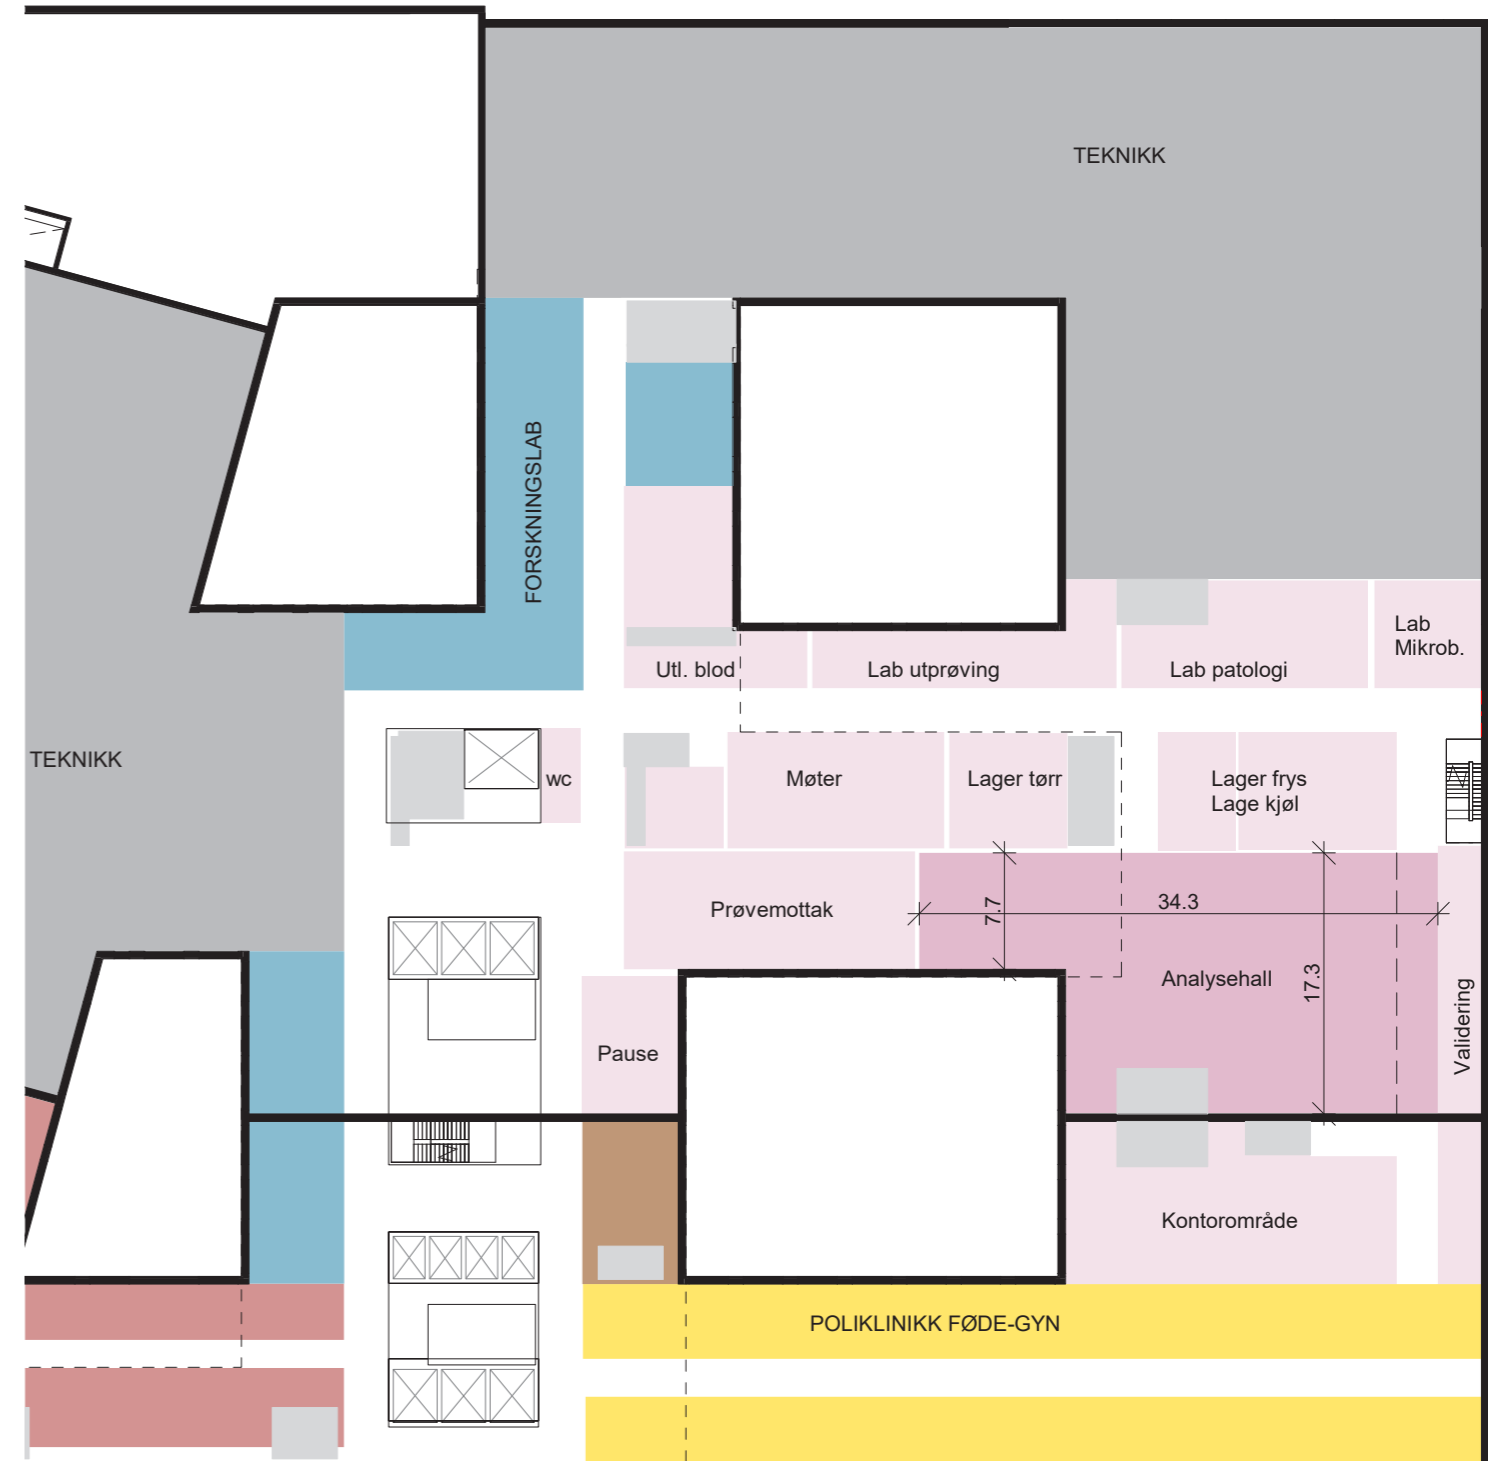 TEKNIKK
FORSKNINGSLAB
Lab
Mikrob.
Utl. blod
Lab utprøving
Lab patologi
TEKNIKK
wc
Møter
Lager tørr
Lager frys
Lage kjøl
Prøvemottak
7.7
34.3
Analysehall
17.3
Validering
Pause
Kontorområde
POLIKLINIKK FØDE-GYN